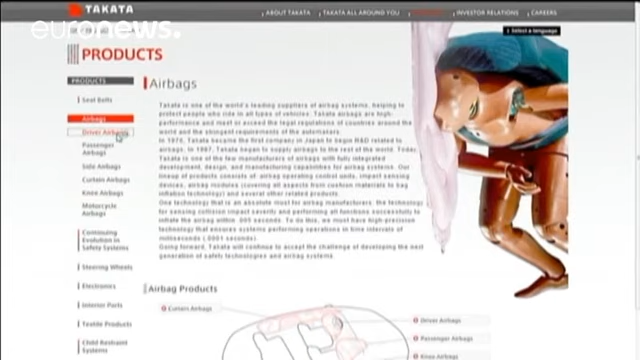 TAKATA
ABOUT TAKATA
TAKATA ALL AROUND YOU
INVESTOR RELATIONS
CAREERS
euronews.
Select a language
PRODUCTS
PRODUCTS
Seat Belts
Airbags
Driver Airbags
Passenger
Airbags
Side Airbags
Curtain Airbags
Knee Airbags
Motorcycle
Airbags
Continuing
Evolution in
Safety Systems
Steering Wheels
Electronics
Interior Parts
Textile Products
Child Restraint
Systems
Airbags
Takata is one of the world's leading suppliers of airbag systems, helping to
protect people who ride in all types of vehicles. Takata airbags are high-
performance and meet or exceed the legal regulations of countries around the
world and the stringent requirements of the automakers.
In 1976, Takata became the first company in Japan to begin R&D related to
airbags. In 1987, Takata began to supply airbags to the rest of the world. Today
Takata is one of the few manufacturers of airbags with fully integrated
development, design, and manufacturing capabilities for airbag systems. Our
lineup of products consists of airbag operating control units, impact sensing
devices, airbag modules (covering all aspects from cushion materials to bag
inflation technology) and several other related products.
One technology that is an absolute must for airbag manufacturers, the technology
for sensing collision impact severity and performing all functions successfully to
inflate the airbag within .005 seconds. To do this, we must have high-precision
technology that ensures systems performing operations in time intervals of
milliseconds (.0001 seconds).
Going forward, Takata will continue to accept the challenge of developing the next
generation of safety technologies and airbag systems.
Airbag Products
Curtain Airbags
Driver Airbags
Passenger Airbags
Knee Airbags